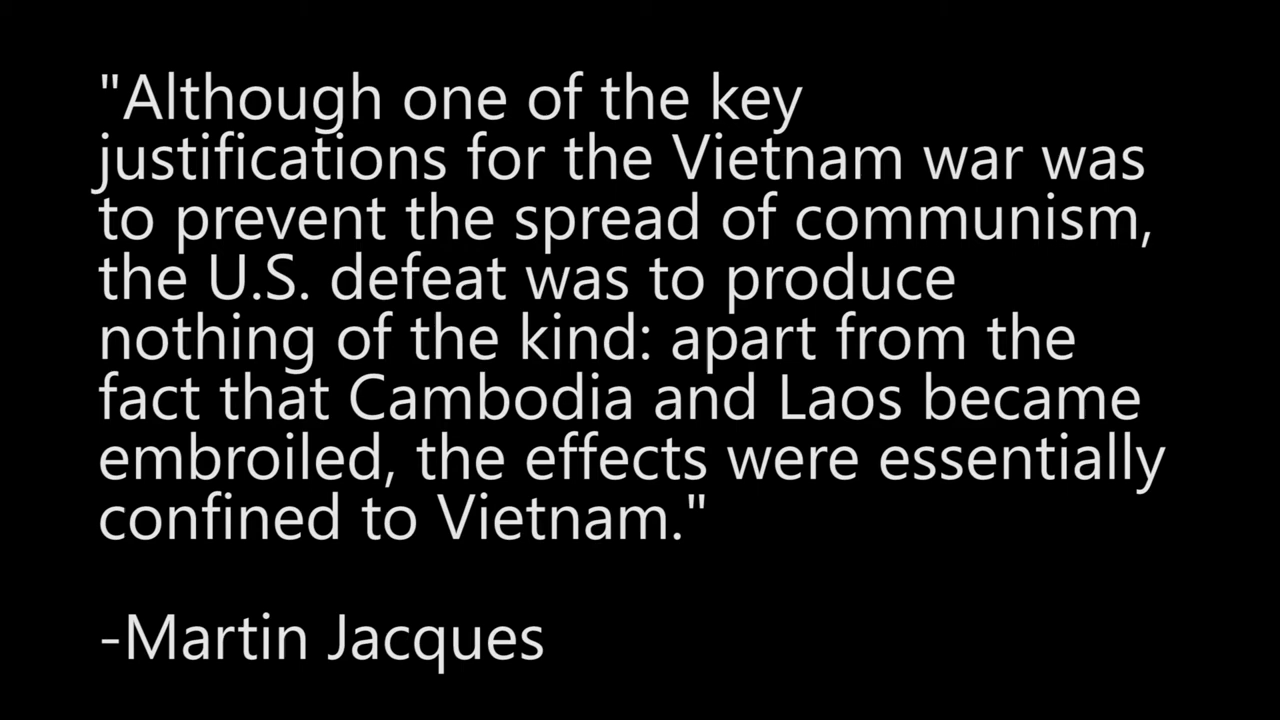 "Although one of the key
justifications for the Vietnam war was
to prevent the spread of communism,
the U.S. defeat was to produce
nothing of the kind: apart from the
fact that Cambodia and Laos became
embroiled, the effects were essentially
confined to Vietnam."
-Martin Jacques